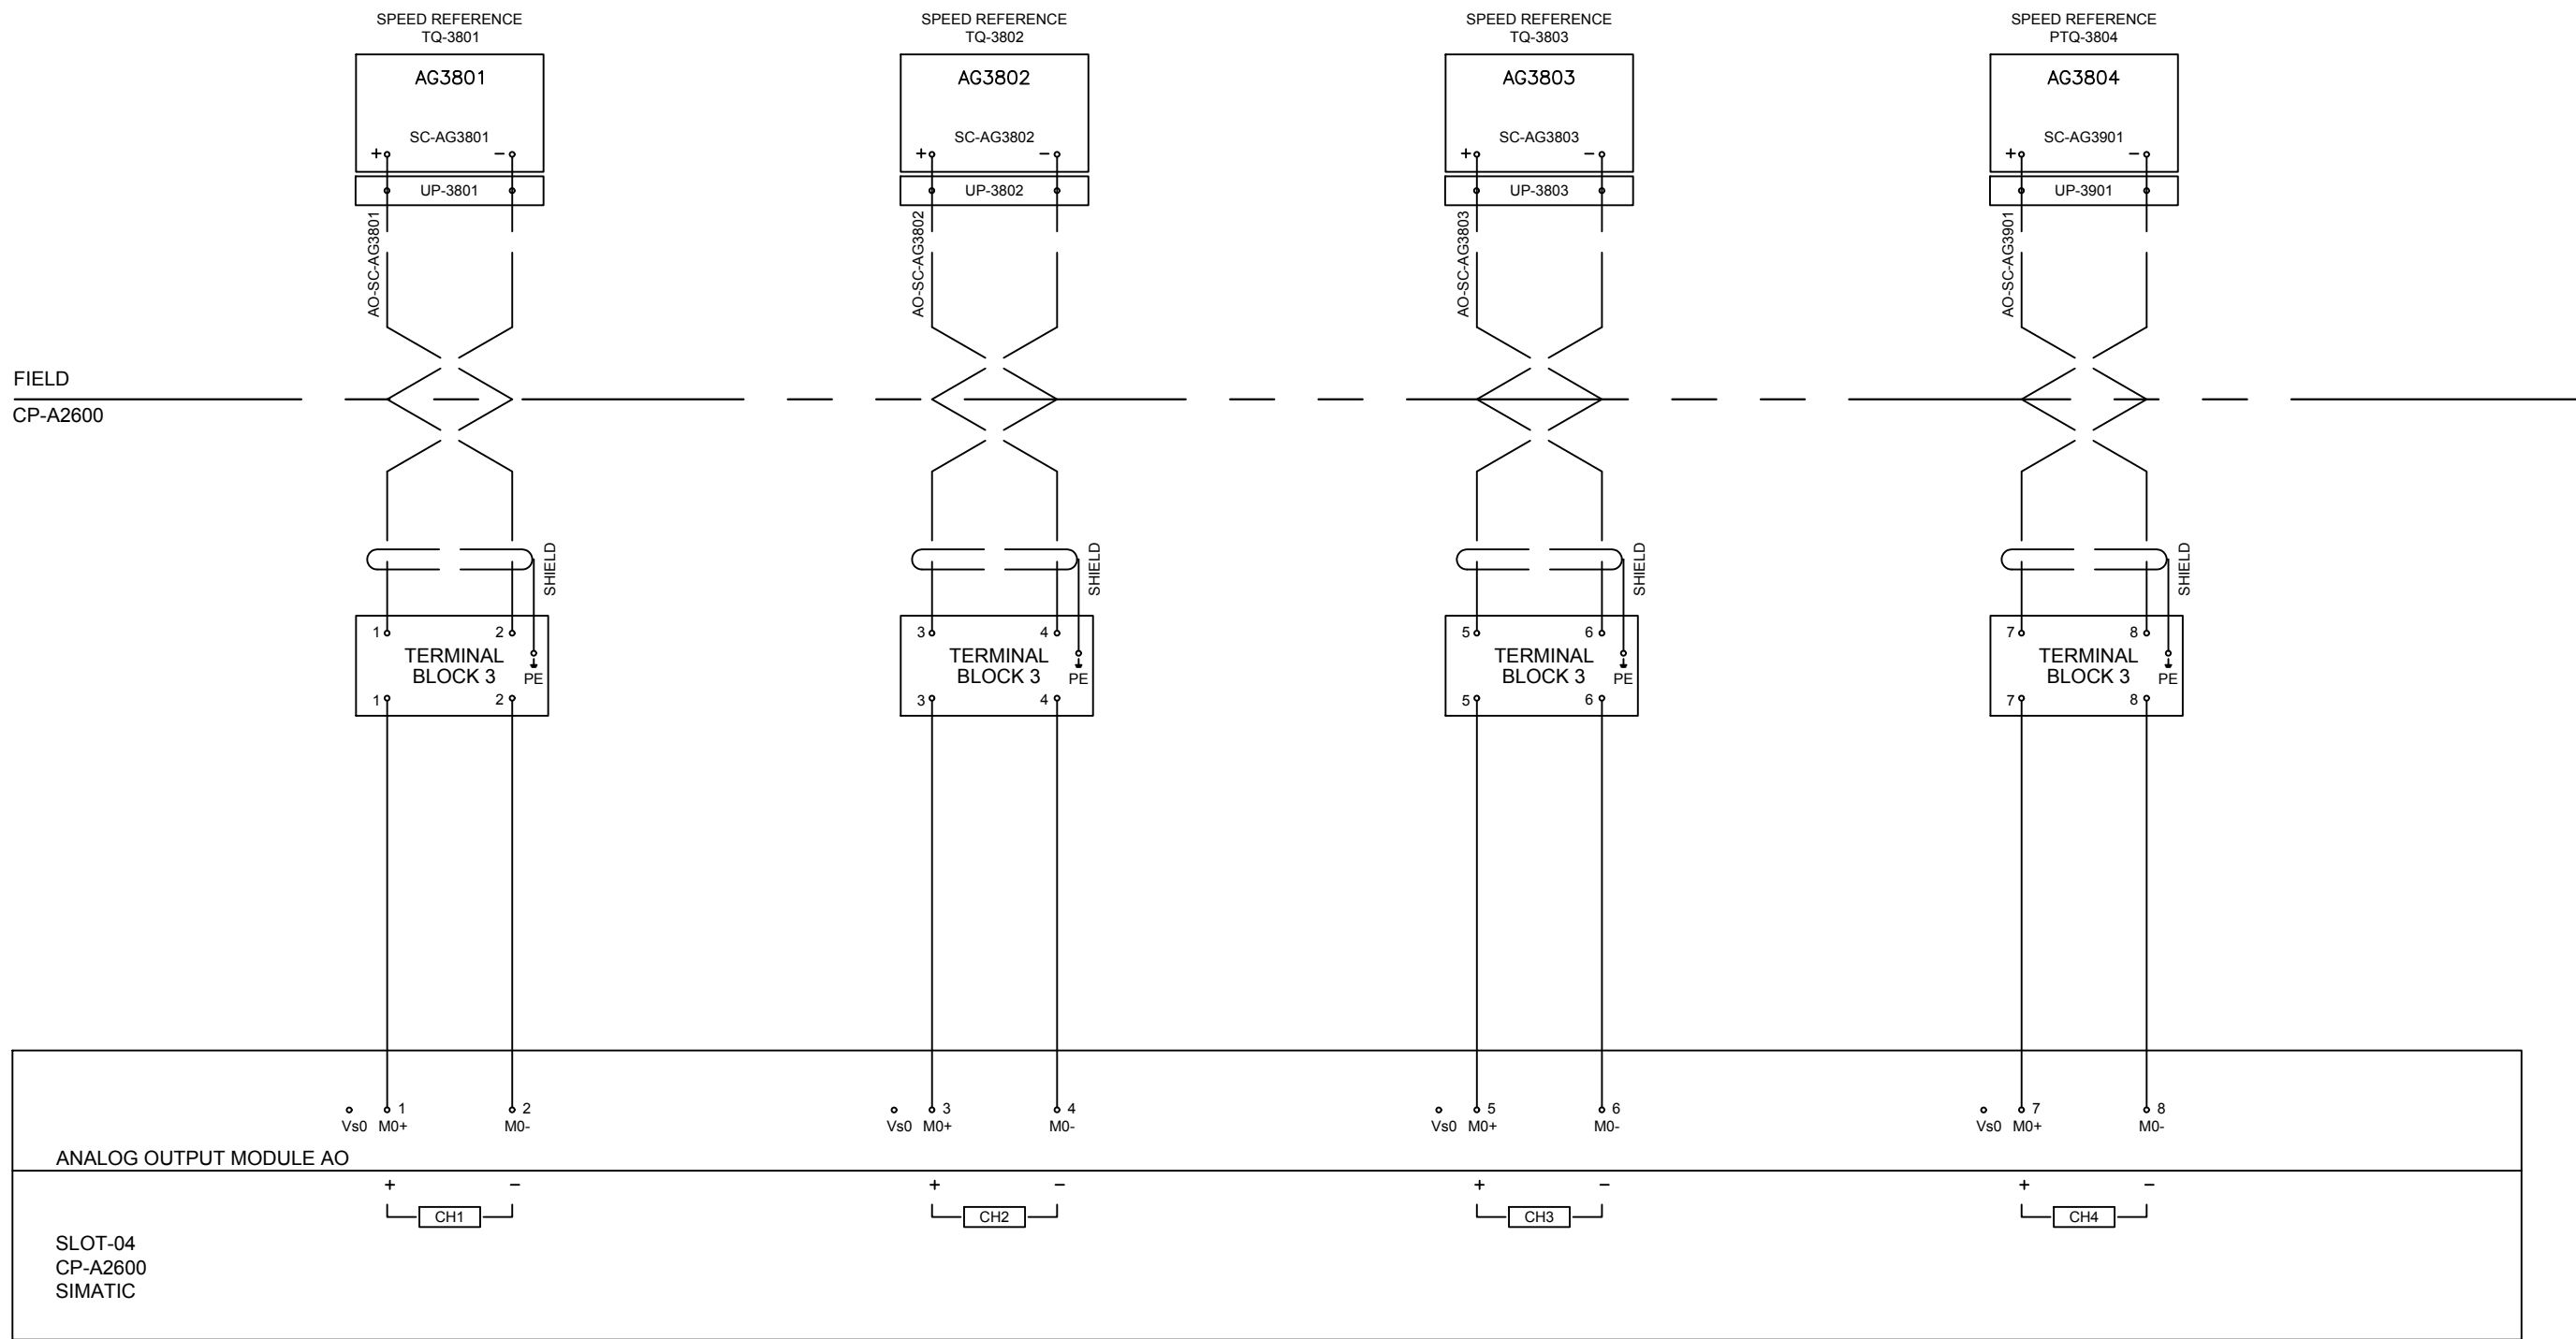 SPEED REFERENCE
TQ-3801
AG3801
SC-AG3801
+ −
UP-3801
AO-SC-AG3801
SPEED REFERENCE
TQ-3802
AG3802
SC-AG3802
+ −
UP-3802
AO-SC-AG3802
SPEED REFERENCE
TQ-3803
AG3803
SC-AG3803
+ −
UP-3803
AO-SC-AG3803
SPEED REFERENCE
PTQ-3804
AG3804
SC-AG3901
+ −
UP-3901
AO-SC-AG3901
FIELD
CP-A2600
SHIELD
1 2
TERMINAL
BLOCK 3
PE
1 2
SHIELD
3 4
TERMINAL
BLOCK 3
PE
3 4
SHIELD
5 6
TERMINAL
BLOCK 3
PE
5 6
SHIELD
7 8
TERMINAL
BLOCK 3
PE
7 8
1 2
Vs0 M0+ M0-
3 4
Vs0 M0+ M0-
5 6
Vs0 M0+ M0-
7 8
Vs0 M0+ M0-
ANALOG OUTPUT MODULE AO
+ −
CH1
+ −
CH2
+ −
CH3
+ −
CH4
SLOT-04
CP-A2600
SIMATIC